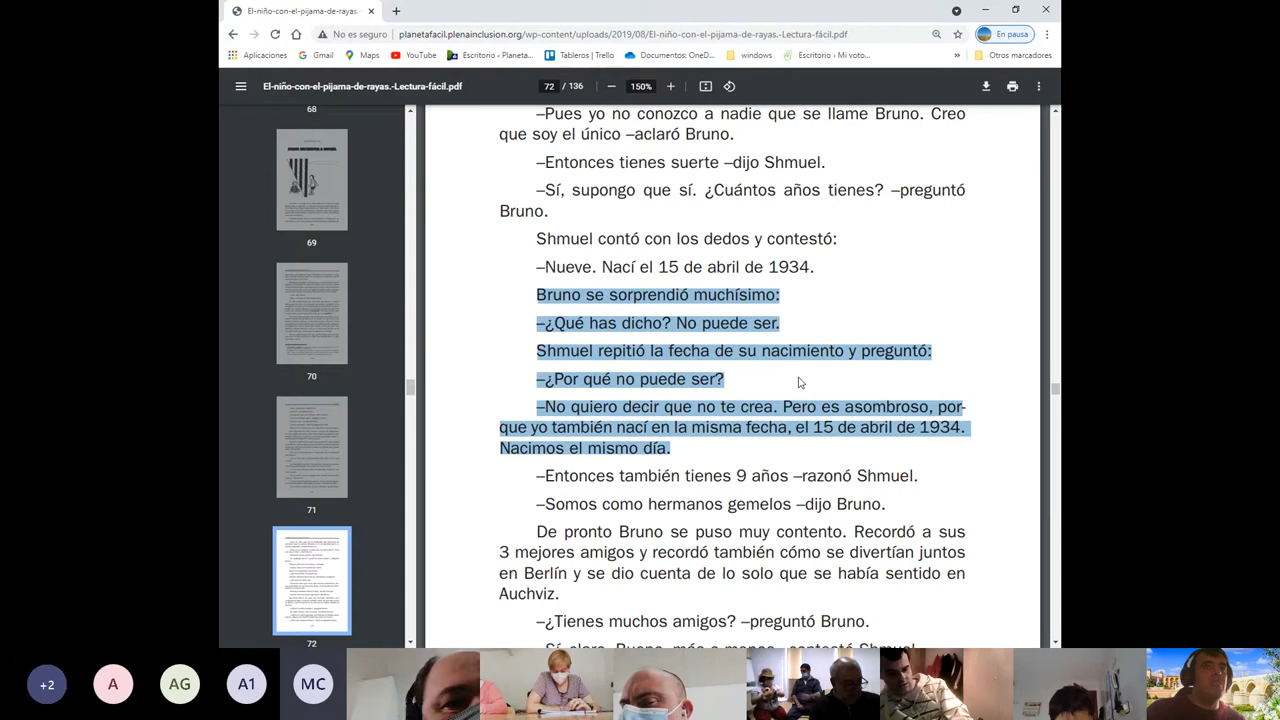 El-niño-con-el-pijama-de-rayas.-
No es seguro
planetafacil.plenainclusion.org/wp-content/uploads/2019/08/El-niño-con-el-pijama-de-rayas.-Lectura-fácil.pdf
En pausa
Aplicaciones
Gmail
Maps
YouTube
Escritorio ‹ Planeta...
Tableros | Trello
Documentos: OneD...
windows
Escritorio ‹ Mi voto...
»
Otros marcadores
El-niño-con-el-pijama-de-rayas.-Lectura-fácil.pdf
72 / 136
150%
68
69
70
71
72
–Pues yo no conozco a nadie que se llame Bruno. Creo
que soy el único –aclaró Bruno.
–Entonces tienes suerte –dijo Shmuel.
–Sí, supongo que sí. ¿Cuántos años tienes? –preguntó
Bruno.
Shmuel contó con los dedos y contestó:
–Nueve. Nací el 15 de abril de 1934.
Bruno se sorprendió muchísimo.
–¿Qué has dicho? No puede ser.
Shmuel repitió la fecha de su nacimiento y preguntó:
–¿Por qué no puede ser?
–No quiero decir que no te crea. Pero es asombroso, por-
que yo también nací en la misma fecha, el 15 de abril de 1934.
Nacimos el mismo día.
–Entonces también tienes 9 años –razonó Shmuel.
–Somos como hermanos gemelos –dijo Bruno.
De pronto Bruno se puso muy contento. Recordó a sus
3 mejores amigos y recordó también cómo se divertían juntos
en Berlín. Se dio cuenta de lo solo que se había sentido en
Auchviz.
–¿Tienes muchos amigos? –preguntó Bruno.
–Sí claro. Bueno, más o menos –contestó Shmuel.
+2
A
AG
A1
MC